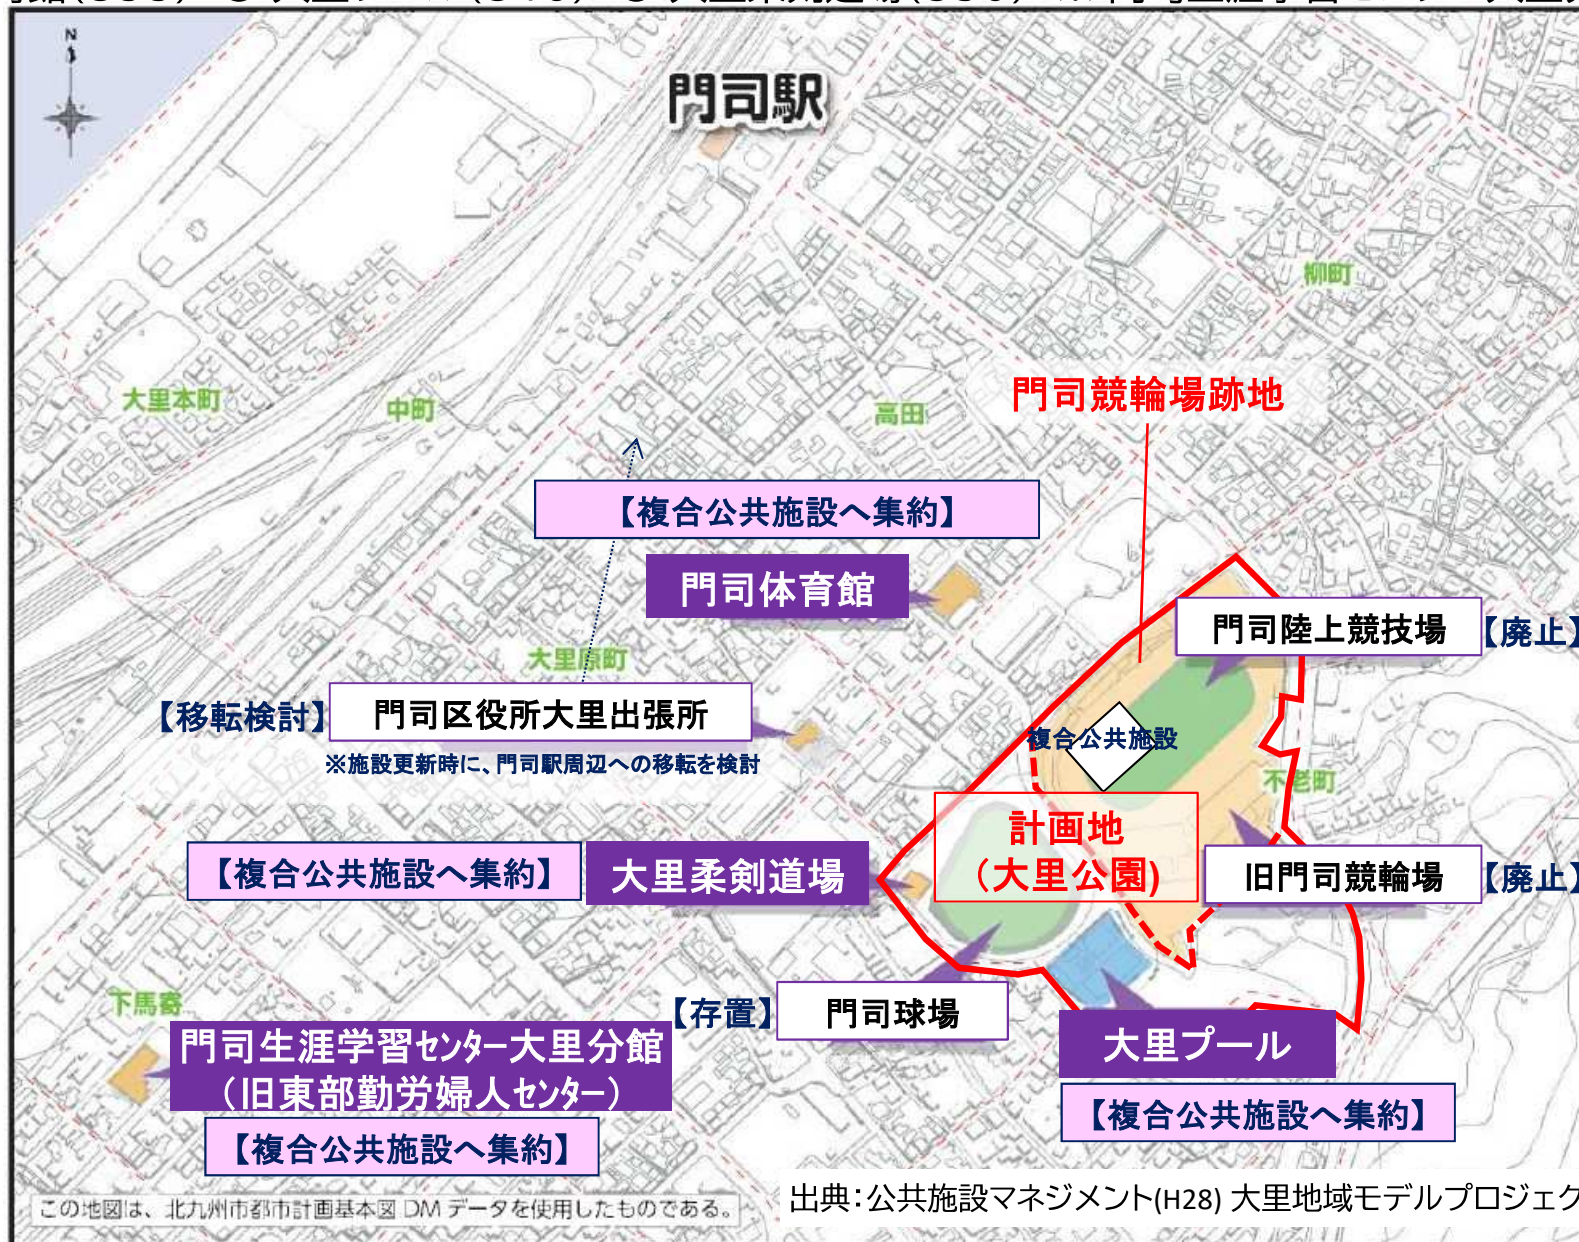 N
門司駅
柳町
門司競輪場跡地
大里本町
中町
高田
【複合公共施設へ集約】
門司体育館
門司陸上競技場
【廃止】
大里原町
【移転検討】
門司区役所大里出張所
※施設更新時に、門司駅周辺への移転を検討
複合公共施設
不老町
計画地
(大里公園)
【複合公共施設へ集約】
大里柔剣道場
旧門司競輪場
【廃止】
下馬寄
【存置】
門司球場
門司生涯学習センター大里分館
(旧東部勤労婦人センター)
大里プール
【複合公共施設へ集約】
【複合公共施設へ集約】
この地図は、北九州市都市計画基本図 DM データを使用したものである。
出典:公共施設マネジメント(H28) 大里地域モデルプロジェク